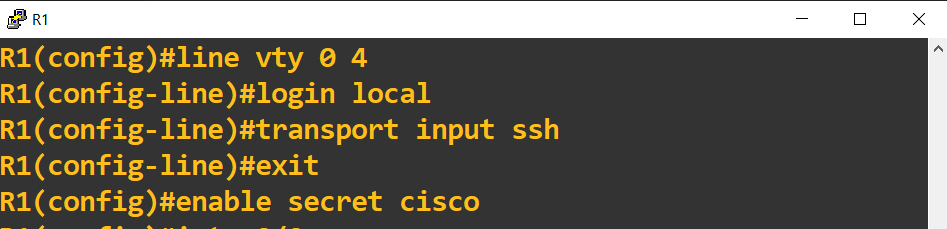 R1
R1(config)#line vty 0 4
R1(config-line)#login local
R1(config-line)#transport input ssh
R1(config-line)#exit
R1(config)#enable secret cisco